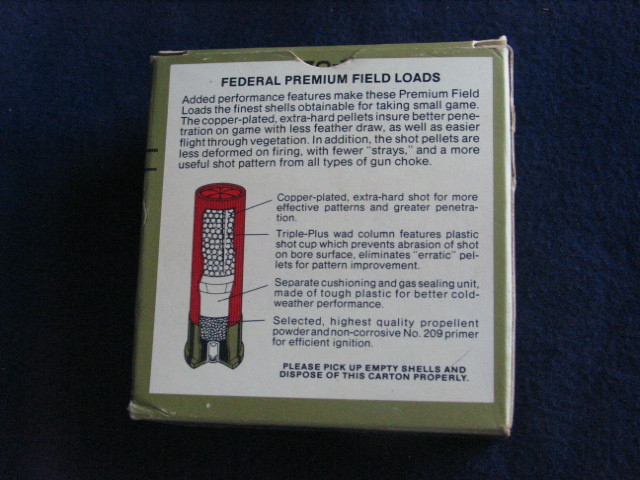 FEDERAL PREMIUM FIELD LOADS
Added performance features make these Premium Field
Loads the finest shells obtainable for taking small game.
The copper-plated, extra-hard pellets insure better pene-
tration on game with less feather draw, as well as easier
flight through vegetation. In addition, the shot pellets are
less deformed on firing, with fewer "strays," and a more
useful shot pattern from all types of gun choke.
Copper-plated, extra-hard shot for more
effective patterns and greater penetra-
tion.
Triple-Plus wad column features plastic
shot cup which prevents abrasion of shot
on bore surface, eliminates "erratic" pel-
lets for pattern improvement.
Separate cushioning and gas sealing unit,
made of tough plastic for better cold-
weather performance.
Selected, highest quality propellent
powder and non-corrosive No. 209 primer
for efficient ignition.
PLEASE PICK UP EMPTY SHELLS AND
DISPOSE OF THIS CARTON PROPERLY.